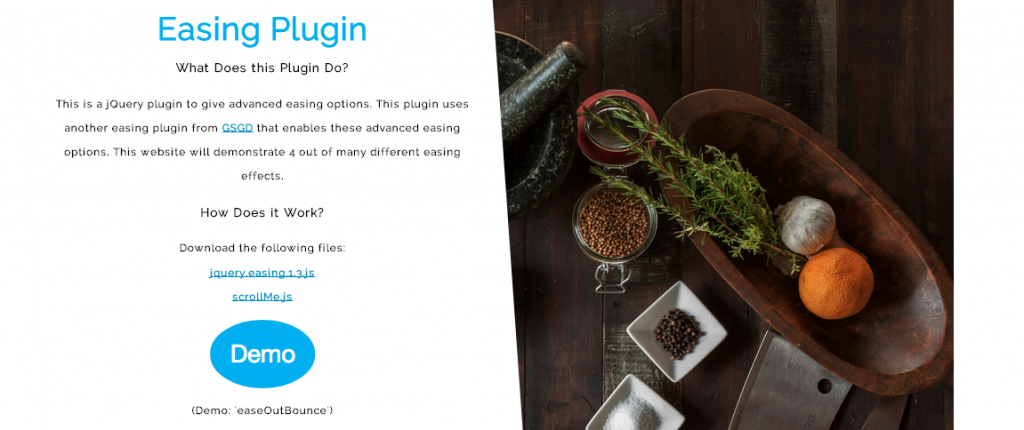 Easing Plugin
What Does this Plugin Do?
This is a jQuery plugin to give advanced easing options. This plugin uses
another easing plugin from GSGD that enables these advanced easing
options. This website will demonstrate 4 out of many different easing
effects.
How Does it Work?
Download the following files:
jquery.easing.1.3.js
scrollMe.js
Demo
(Demo: 'easeOutBounce')